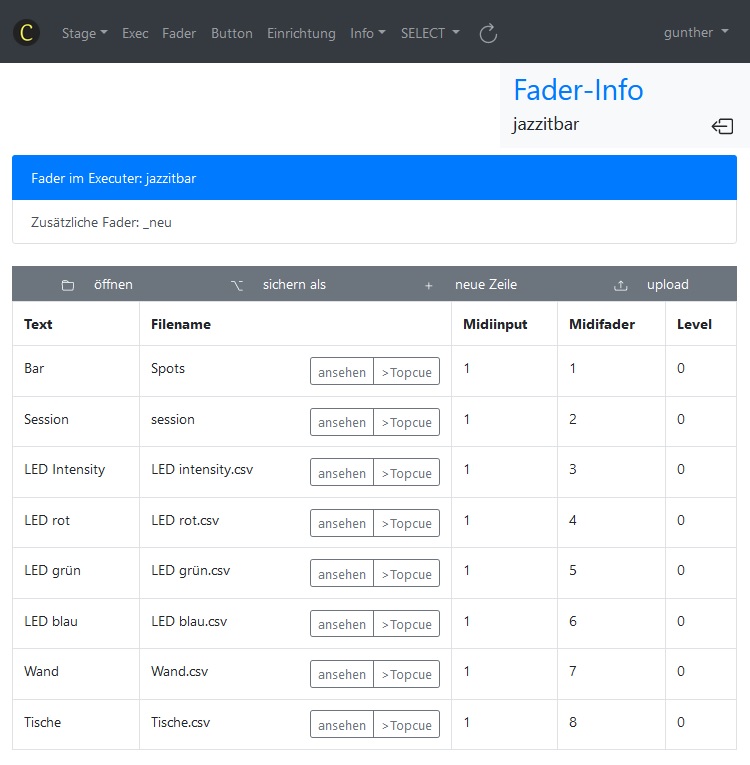 C Stage Exec Fader Button Einrichtung Info SELECT gunther
Fader-Info
jazzitbar
Fader im Executer: jazzitbar
Zusätzliche Fader: _neu
öffnen sichern als + neue Zeile upload
Text Filename Midiinput Midifader Level
Bar Spots ansehen >Topcue 1 1 0
Session session ansehen >Topcue 1 2 0
LED Intensity LED intensity.csv ansehen >Topcue 1 3 0
LED rot LED rot.csv ansehen >Topcue 1 4 0
LED grün LED grün.csv ansehen >Topcue 1 5 0
LED blau LED blau.csv ansehen >Topcue 1 6 0
Wand Wand.csv ansehen >Topcue 1 7 0
Tische Tische.csv ansehen >Topcue 1 8 0